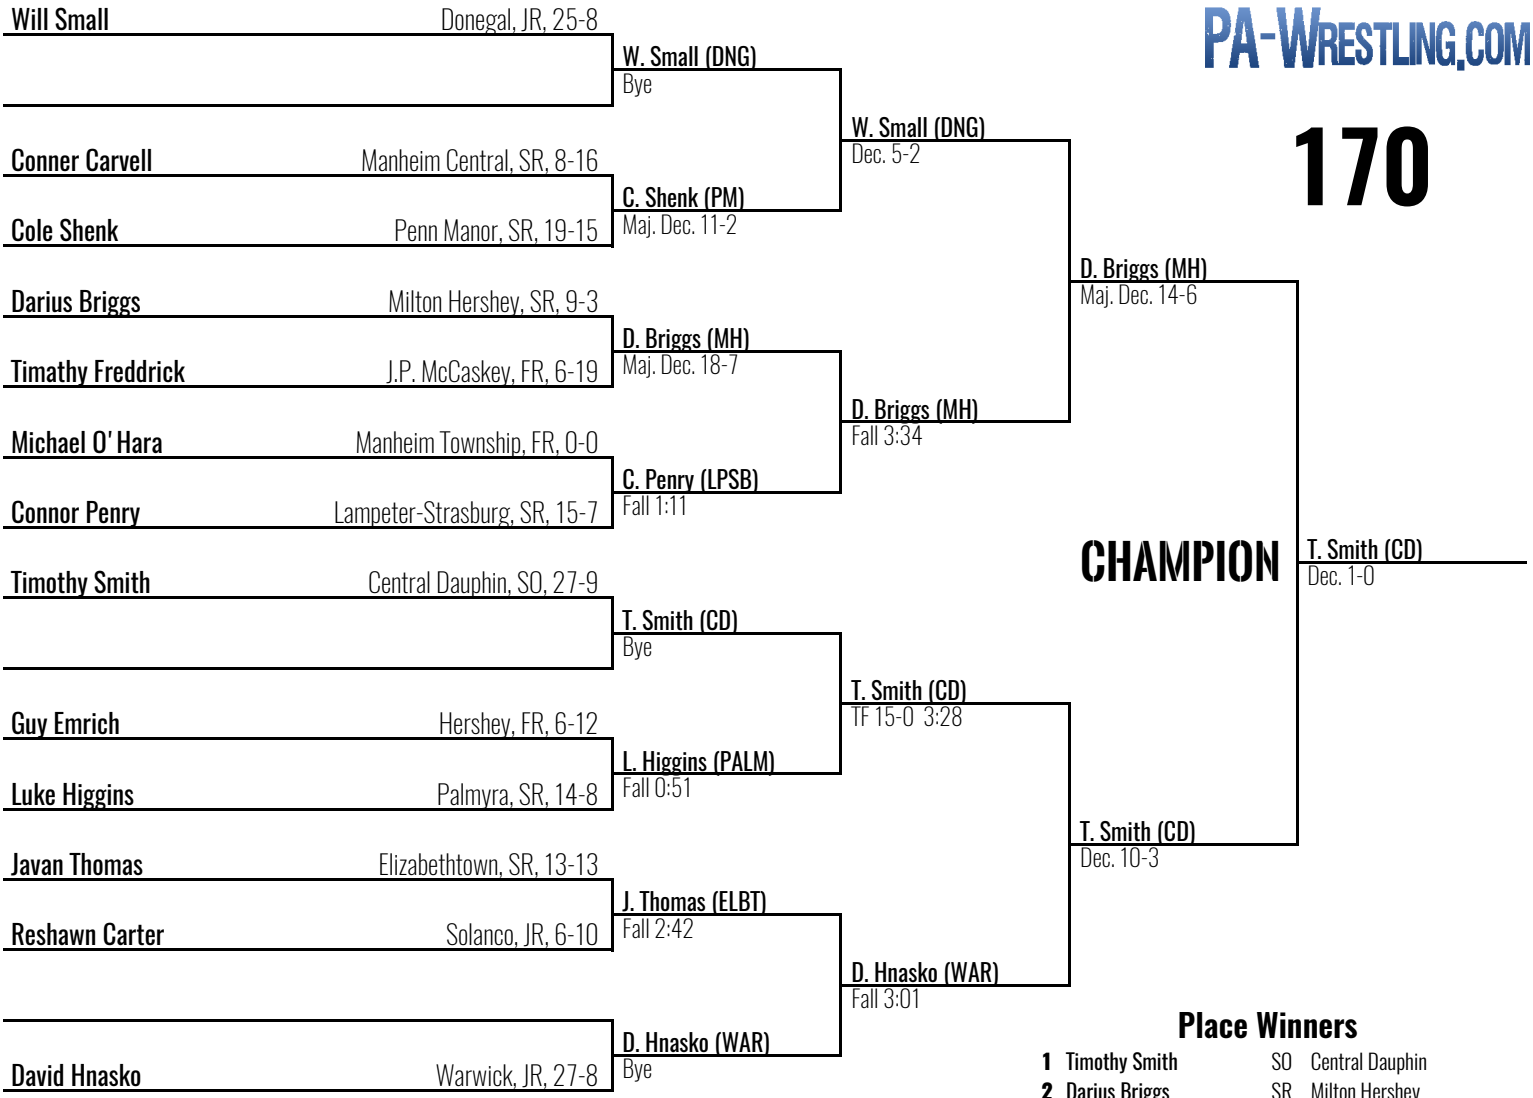 PA-WRESTLING.COM
170
Will Small Donegal, JR, 25-8
W. Small (DNG)
Bye
W. Small (DNG)
Dec. 5-2
Conner Carvell Manheim Central, SR, 8-16
C. Shenk (PM)
Maj. Dec. 11-2
Cole Shenk Penn Manor, SR, 19-15
D. Briggs (MH)
Maj. Dec. 14-6
Darius Briggs Milton Hershey, SR, 9-3
D. Briggs (MH)
Maj. Dec. 18-7
Timathy Freddrick J.P. McCaskey, FR, 6-19
D. Briggs (MH)
Fall 3:34
Michael O'Hara Manheim Township, FR, 0-0
C. Penry (LPSB)
Fall 1:11
Connor Penry Lampeter-Strasburg, SR, 15-7
CHAMPION
T. Smith (CD)
Dec. 1-0
Timothy Smith Central Dauphin, SO, 27-9
T. Smith (CD)
Bye
T. Smith (CD)
TF 15-0 3:28
Guy Emrich Hershey, FR, 6-12
L. Higgins (PALM)
Fall 0:51
Luke Higgins Palmyra, SR, 14-8
T. Smith (CD)
Dec. 10-3
Javan Thomas Elizabethtown, SR, 13-13
J. Thomas (ELBT)
Fall 2:42
Reshawn Carter Solanco, JR, 6-10
D. Hnasko (WAR)
Fall 3:01
D. Hnasko (WAR)
Bye
David Hnasko Warwick, JR, 27-8
Place Winners
1 Timothy Smith SO Central Dauphin
2 Darius Briggs SR Milton Hershey